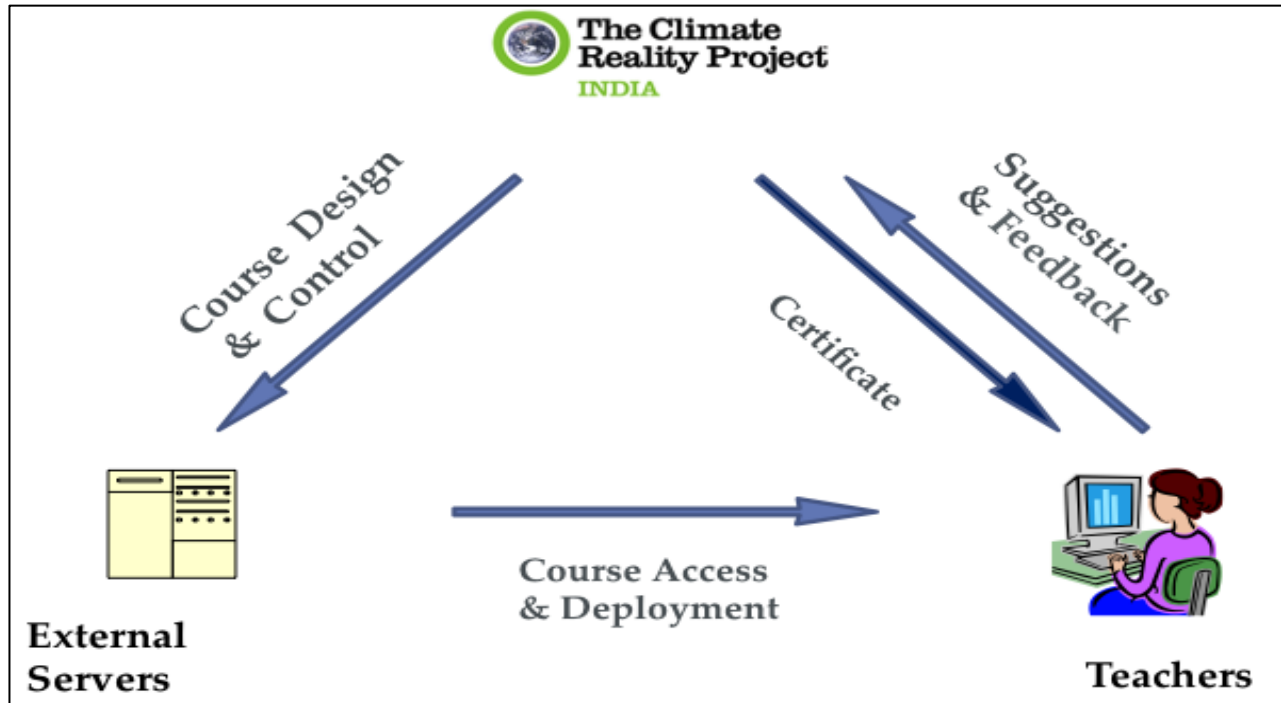 The Climate
Reality Project
INDIA
Course Design
& Control
Suggestions
& Feedback
Certificate
Course Access
& Deployment
External
Servers
Teachers